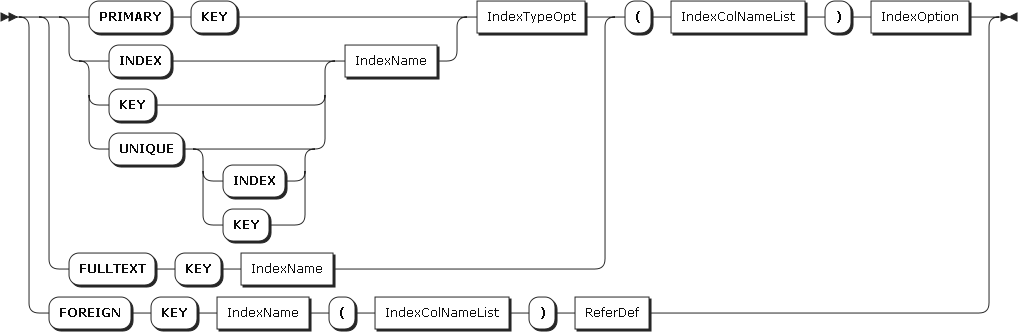 PRIMARY KEY IndexTypeOpt ( IndexColNameList ) IndexOption
INDEX IndexName
KEY
UNIQUE
INDEX
KEY
FULLTEXT KEY IndexName
FOREIGN KEY IndexName ( IndexColNameList ) ReferDef